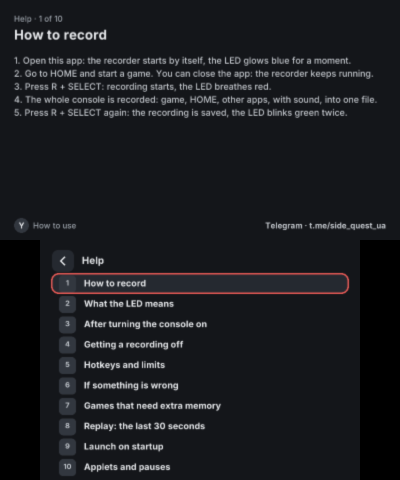 Help · 1 of 10
How to record
1. Open this app: the recorder starts by itself, the LED glows blue for a moment.
2. Go to HOME and start a game. You can close the app: the recorder keeps running.
3. Press R + SELECT: recording starts, the LED breathes red.
4. The whole console is recorded: game, HOME, other apps, with sound, into one file.
5. Press R + SELECT again: the recording is saved, the LED blinks green twice.
Y How to use
Telegram · t.me/side_quest_ua
Help
1 How to record
2 What the LED means
3 After turning the console on
4 Getting a recording off
5 Hotkeys and limits
6 If something is wrong
7 Games that need extra memory
8 Replay: the last 30 seconds
9 Launch on startup
10 Applets and pauses